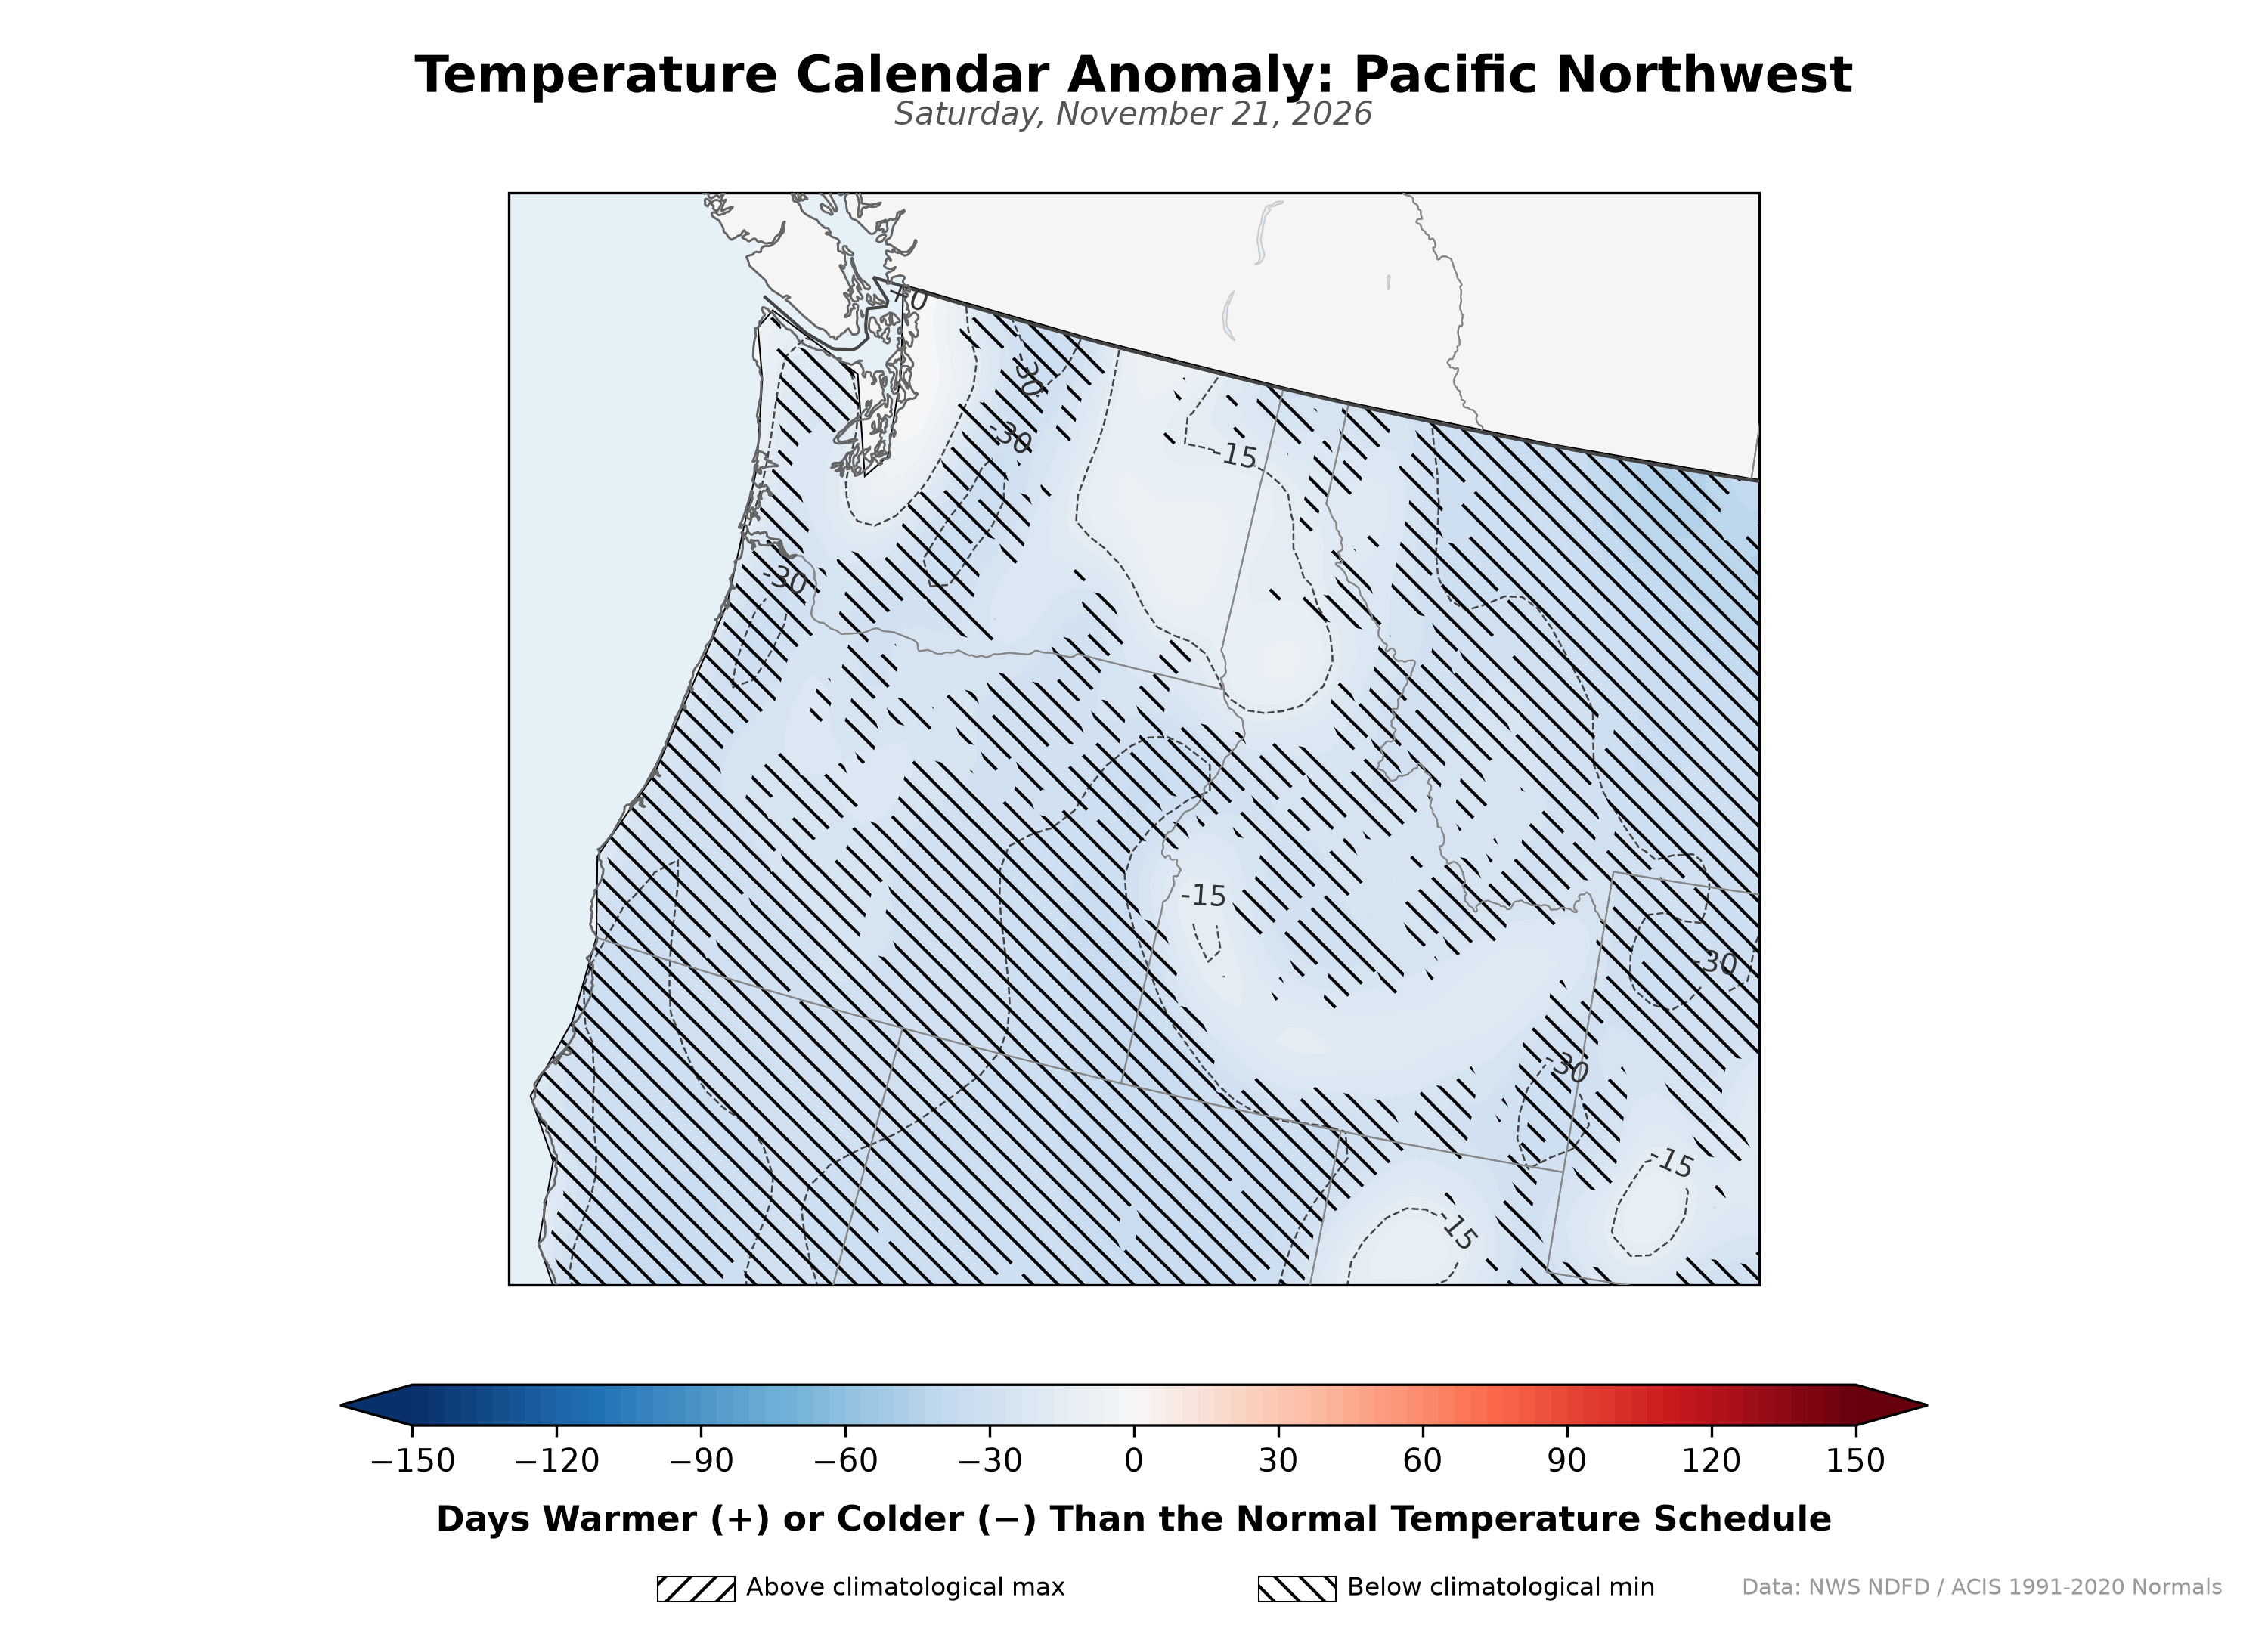 Temperature Calendar Anomaly: Pacific Northwest
Saturday, November 21, 2026
+0
-30
-30
-15
-30
-15
-30
-30
-15
-15
−150 −120 −90 −60 −30 0 30 60 90 120 150
Days Warmer (+) or Colder (−) Than the Normal Temperature Schedule
Above climatological max
Below climatological min
Data: NWS NDFD / ACIS 1991-2020 Normals